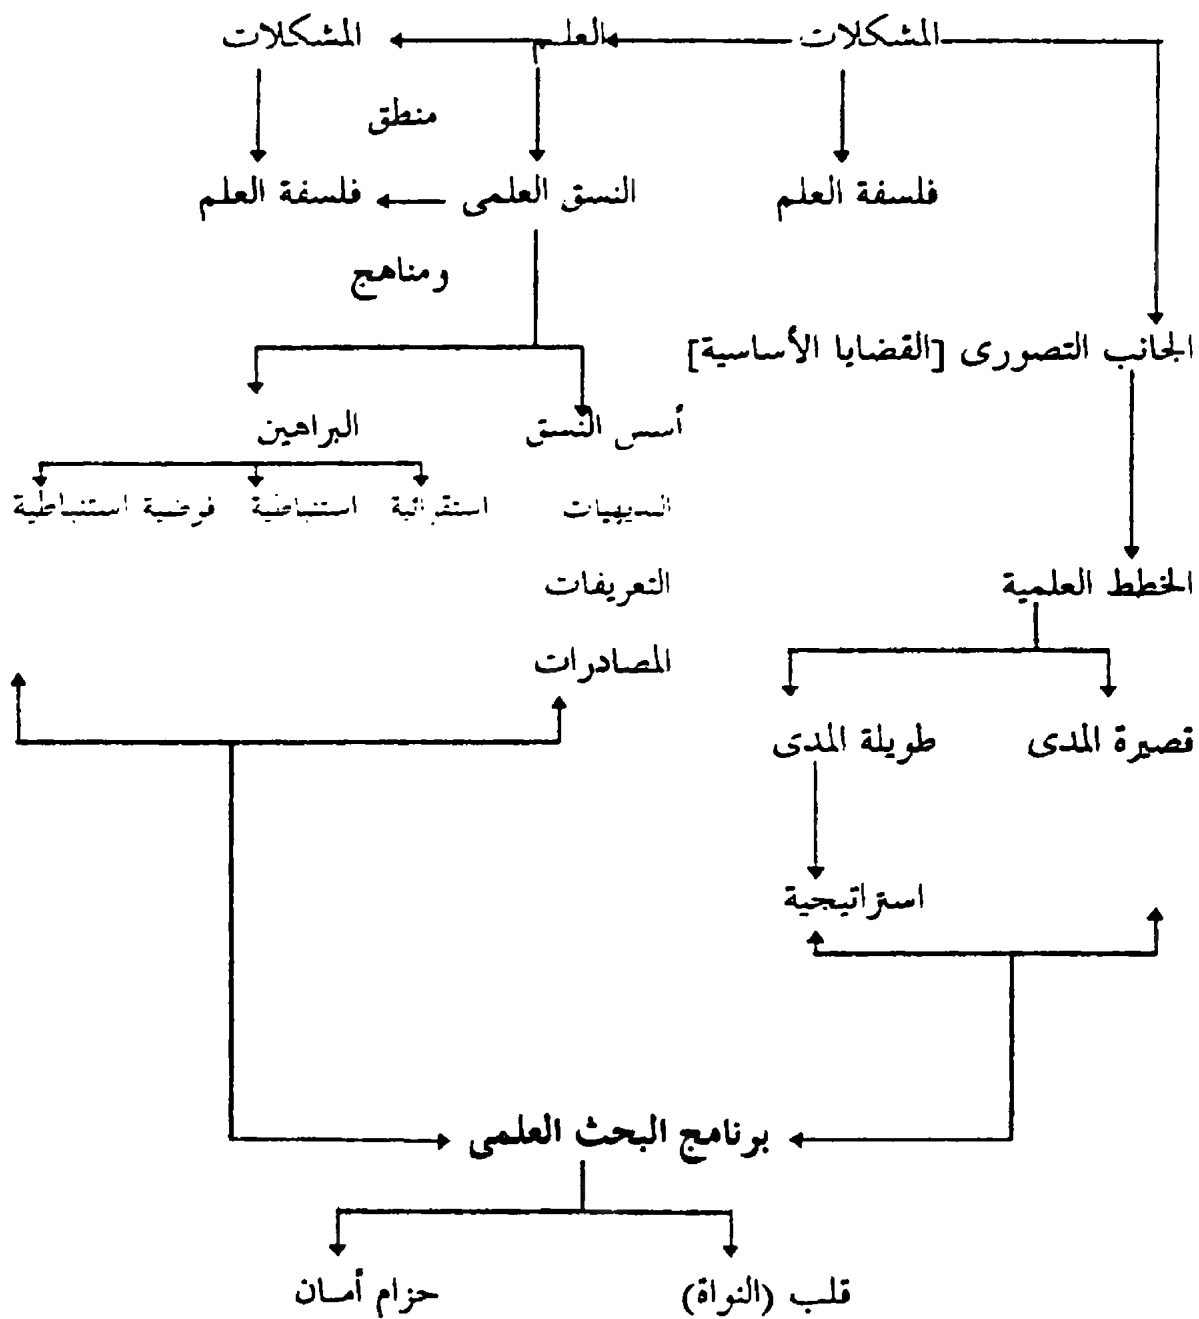 المشكلات العلم المشكلات
منطق
فلسفة العلم النسق العلمى فلسفة العلم
ومناهج
الجانب التصورى [القضايا الأساسية]
أسس النسق البراهين
البديهيات استقرائية استنباطية فرضية استنباطية
الخطط العلمية التعريفات
المصادرات
قصيرة المدى طويلة المدى
استراتيجية
برنامج البحث العلمى
قلب (النواة) حزام أمان